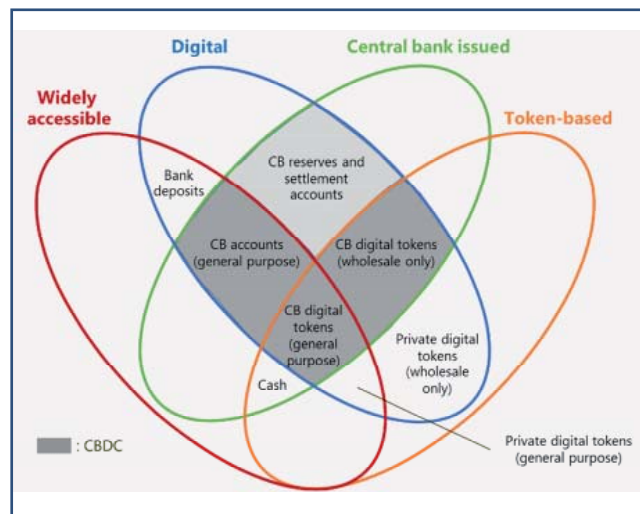 Digital
Central bank issued
Widely
accessible
Token-based
Bank
deposits
CB reserves and
settlement
accounts
CB accounts
(general purpose)
CB digital tokens
(wholesale only)
CB digital
tokens
(general
purpose)
Private digital
tokens
(wholesale
only)
Cash
Private digital tokens
(general purpose)
: CBDC